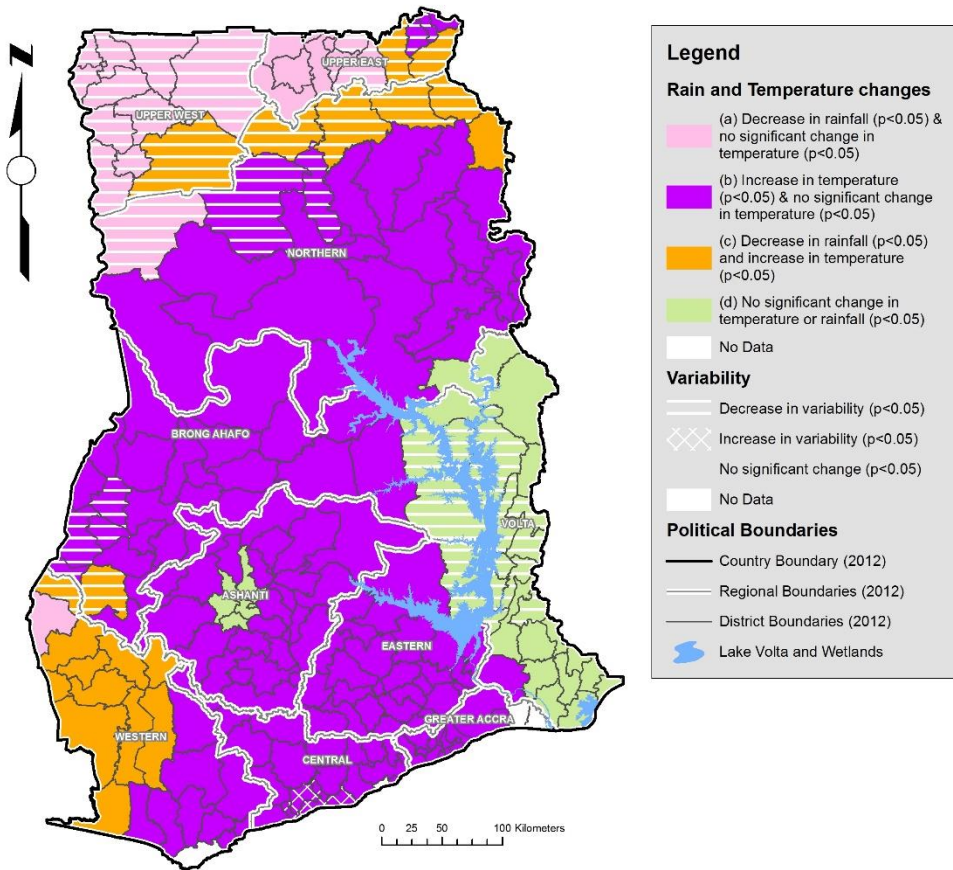 N
UPPER EAST
UPPER WEST
NORTHERN
BRONG AHAFO
VOLTA
ASHANTI
EASTERN
GREATER ACCRA
WESTERN
CENTRAL
0 25 50 100 Kilometers
Legend
Rain and Temperature changes
(a) Decrease in rainfall (p<0.05) &
no significant change in
temperature (p<0.05)
(b) Increase in temperature
(p<0.05) & no significant change
in temperature (p<0.05)
(c) Decrease in rainfall (p<0.05)
and increase in temperature
(p<0.05)
(d) No significant change in
temperature or rainfall (p<0.05)
No Data
Variability
Decrease in variability (p<0.05)
Increase in variability (p<0.05)
No significant change (p<0.05)
No Data
Political Boundaries
Country Boundary (2012)
Regional Boundaries (2012)
District Boundaries (2012)
Lake Volta and Wetlands